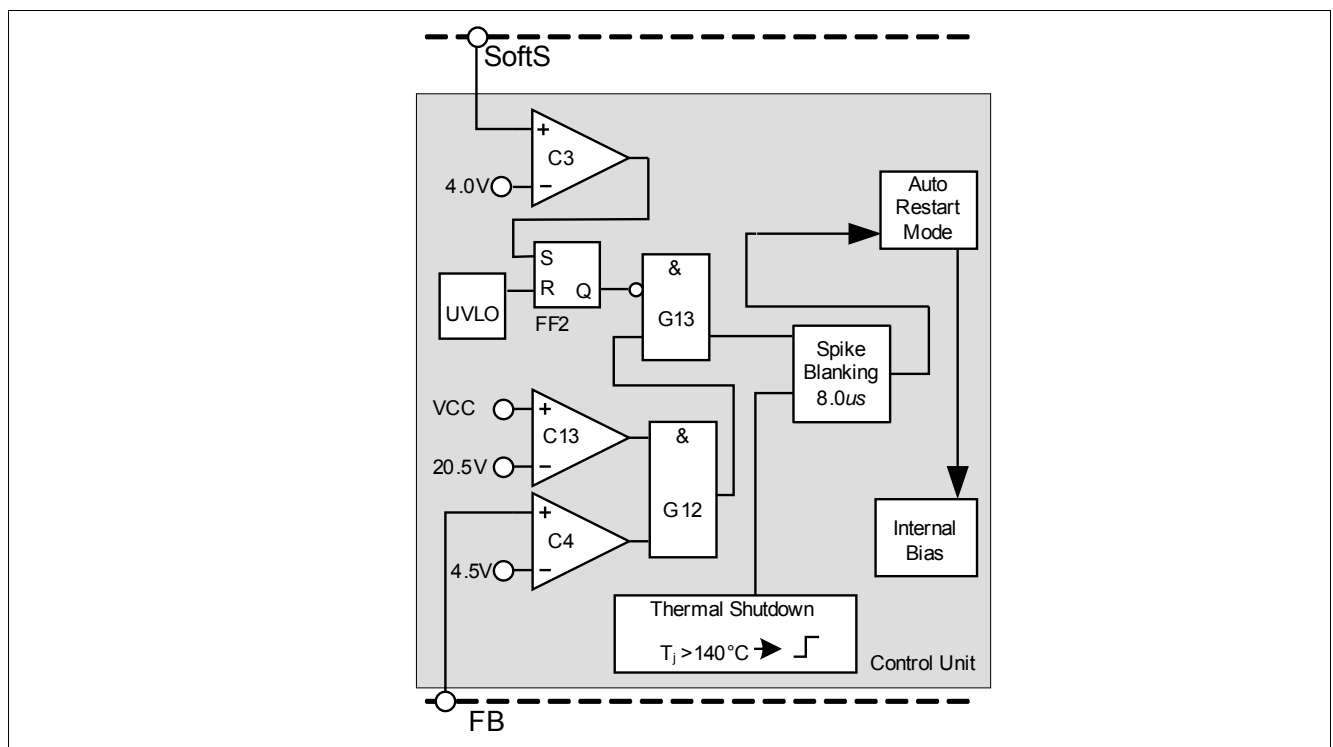 SoftS
+
C3
4.0V
−
Auto
Restart
Mode
S
R
Q
UVLO
FF2
&
G13
Spike
Blanking
8.0us
VCC
+
C13
20.5V
−
&
G12
+
C4
4.5V
−
Internal
Bias
Thermal Shutdown
Tj >140°C
Control Unit
FB